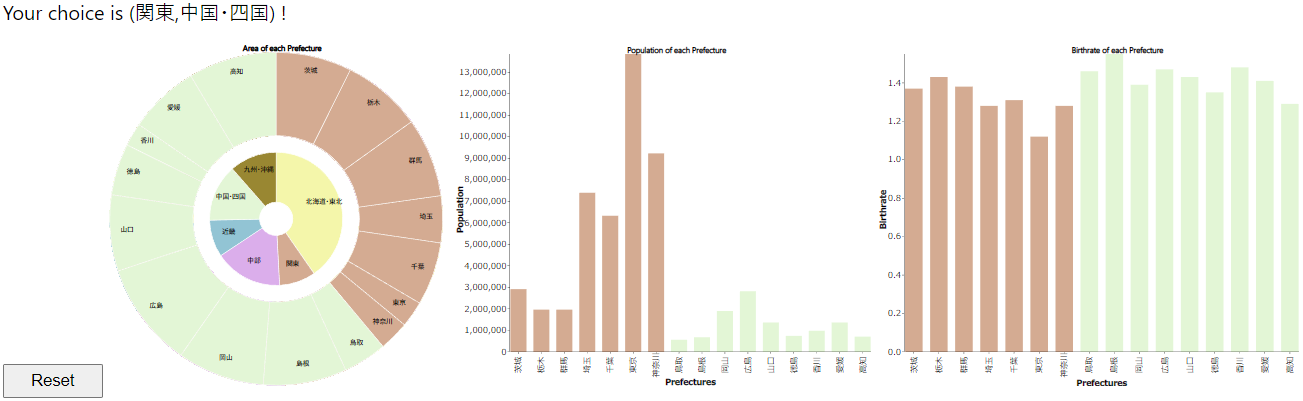 Your choice is (関東,中国・四国) !
Area of each Prefecture
茨城
栃木
群馬
埼玉
千葉
東京
神奈川
鳥取
島根
岡山
広島
山口
徳島
香川
愛媛
高知
北海道・東北
関東
中部
近畿
中国・四国
九州・沖縄
Reset
Population of each Prefecture
Population
13,000,000
12,000,000
11,000,000
10,000,000
9,000,000
8,000,000
7,000,000
6,000,000
5,000,000
4,000,000
3,000,000
2,000,000
1,000,000
0
茨城
栃木
群馬
埼玉
千葉
東京
神奈川
鳥取
島根
岡山
広島
山口
徳島
香川
愛媛
高知
Prefectures
Birthrate of each Prefecture
Birthrate
1.4
1.2
1.0
0.8
0.6
0.4
0.2
0.0
茨城
栃木
群馬
埼玉
千葉
東京
神奈川
鳥取
島根
岡山
広島
山口
徳島
香川
愛媛
高知
Prefectures